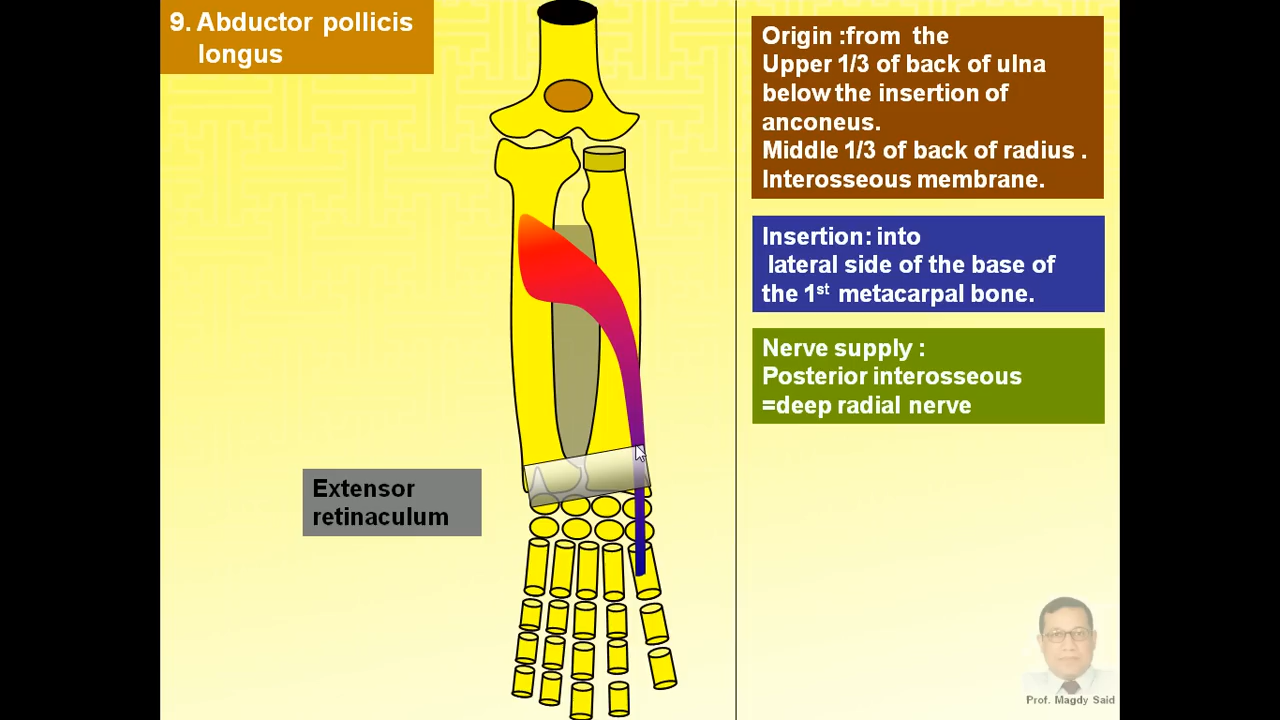 9. Abductor pollicis
longus
Origin :from the
Upper 1/3 of back of ulna
below the insertion of
anconeus.
Middle 1/3 of back of radius .
Interosseous membrane.
Insertion: into
lateral side of the base of
the 1st metacarpal bone.
Nerve supply :
Posterior interosseous
=deep radial nerve
Extensor
retinaculum
Prof. Magdy Said